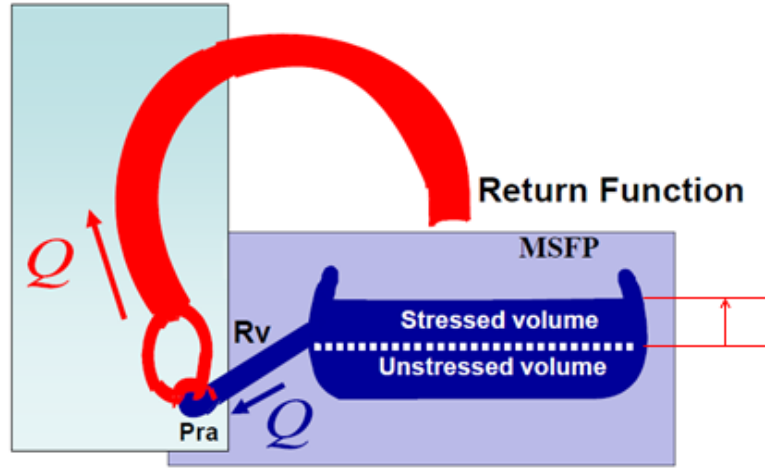 Return Function
MSFP
Q
Rv
Stressed volume
Unstressed volume
Pra
Q